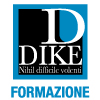 D
DIKE
Nihil difficile volenti
FORMAZIONE